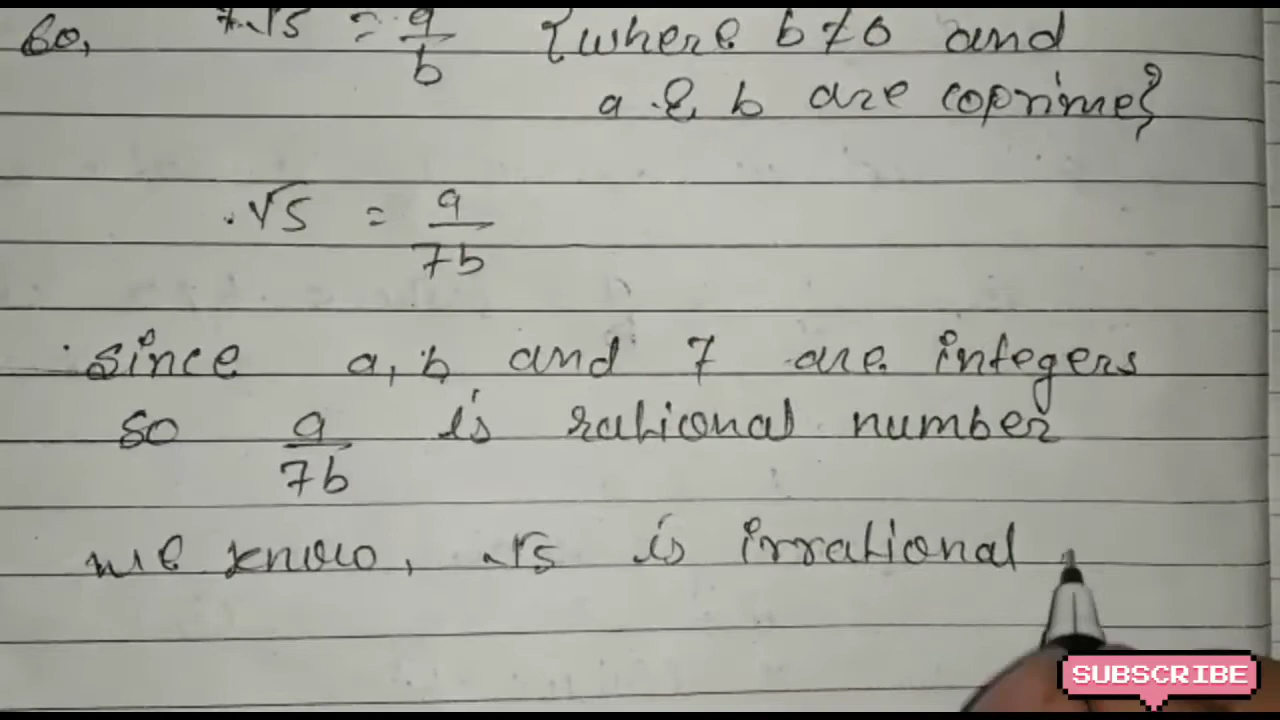 so, 7√5 = a/b {where b≠0 and
a & b are coprime}
√5 = a/7b
since a, b and 7 are integers
so a/7b is rational number
we know, √5 is irrational
SUBSCRIBE